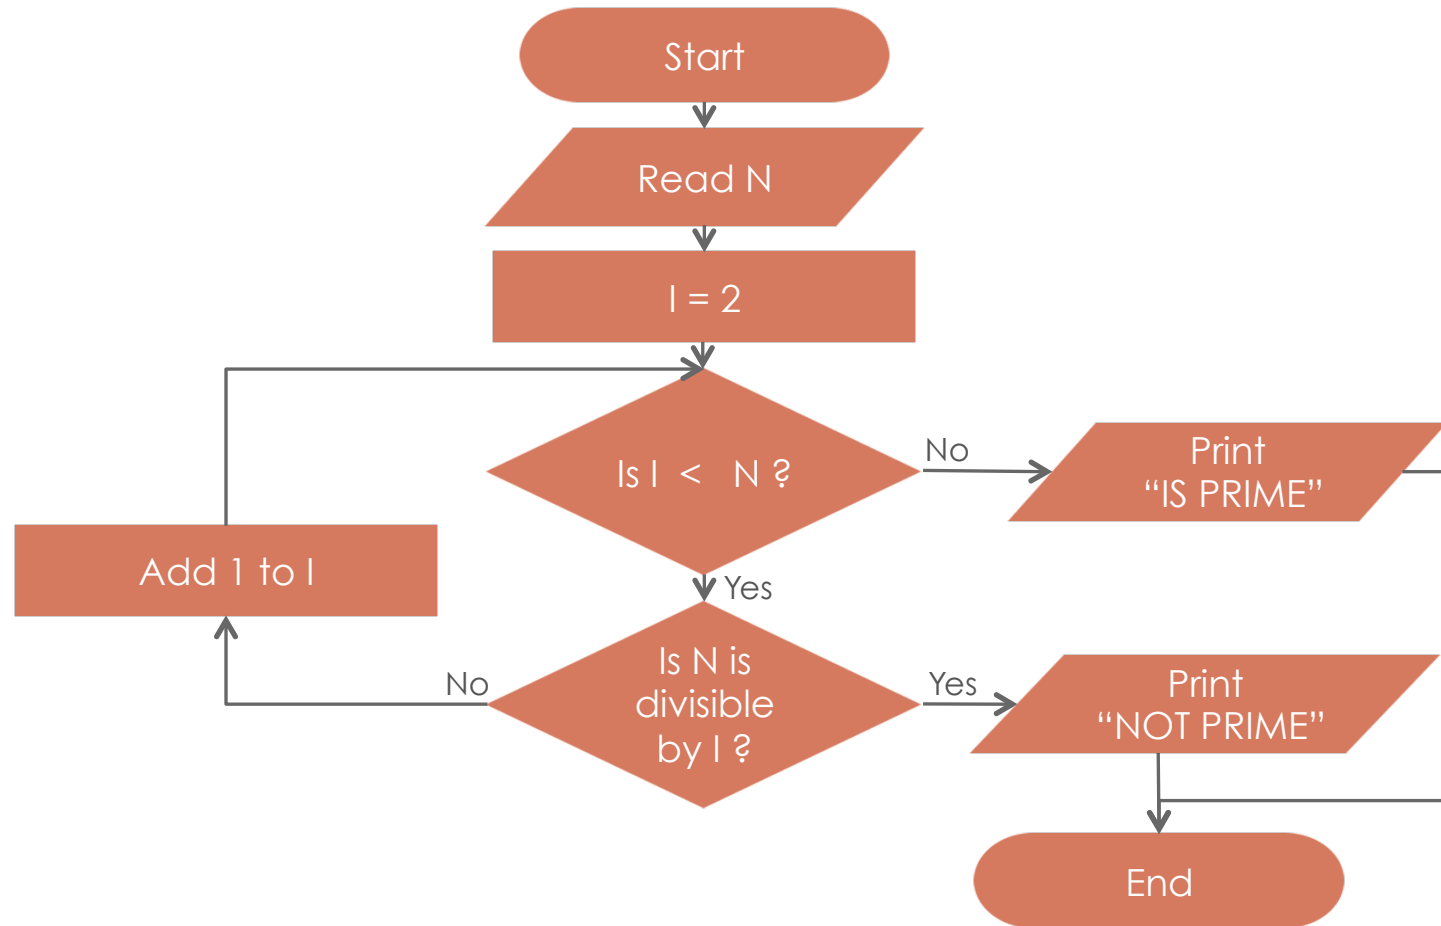 Start
Read N
I = 2
Is I < N ?
No
Print
“IS PRIME”
Add 1 to I
Yes
Is N is
divisible
by I ?
No
Yes
Print
“NOT PRIME”
End